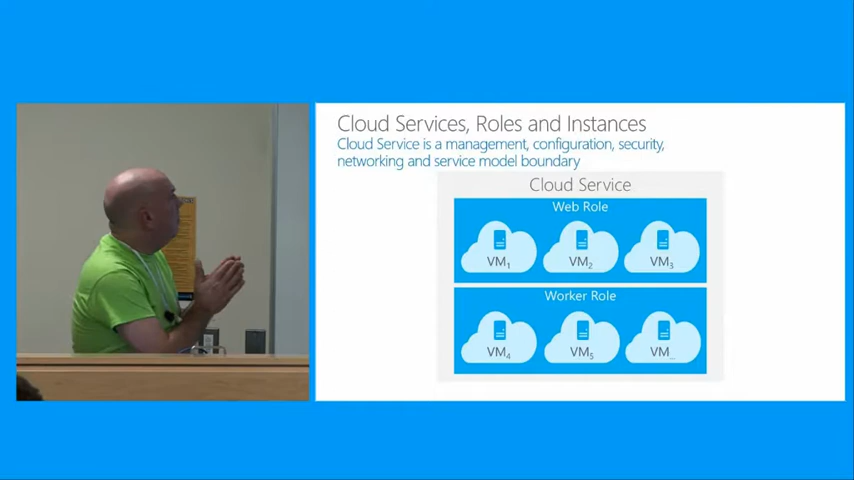 Cloud Services, Roles and Instances
Cloud Service is a management, configuration, security,
networking and service model boundary
Cloud Service
Web Role
VM1 VM2 VM3
Worker Role
VM4 VM5 VM...